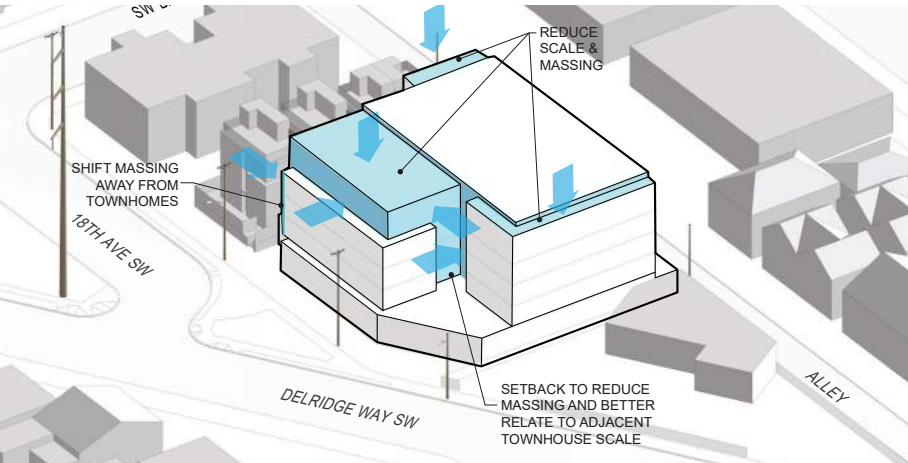 REDUCE
SCALE &
MASSING
SHIFT MASSING
AWAY FROM
TOWNHOMES
18TH AVE SW
DELRIDGE WAY SW
SETBACK TO REDUCE
MASSING AND BETTER
RELATE TO ADJACENT
TOWNHOUSE SCALE
ALLEY